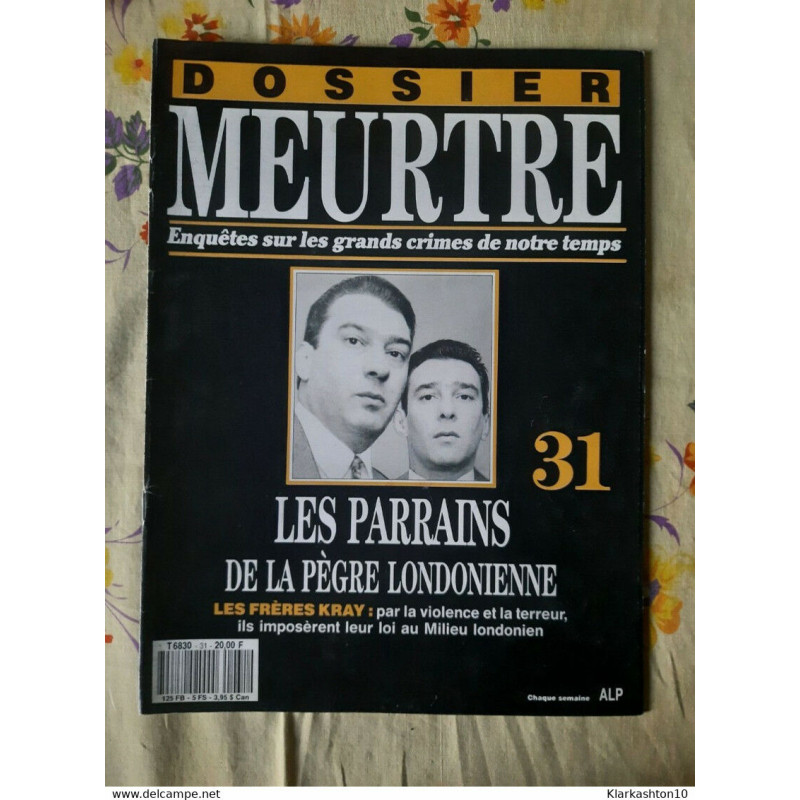 DOSSIER
MEURTRE
Enquêtes sur les grands crimes de notre temps
31
LES PARRAINS
DE LA PÈGRE LONDONIENNE
LES FRÈRES KRAY : par la violence et la terreur,
ils imposèrent leur loi au Milieu londonien
T 6830 - 31 - 20,00 F
129 FB - 5 FS - 3,95 $ Can
Chaque semaine ALP
www.delcampe.net
Klarkashton10